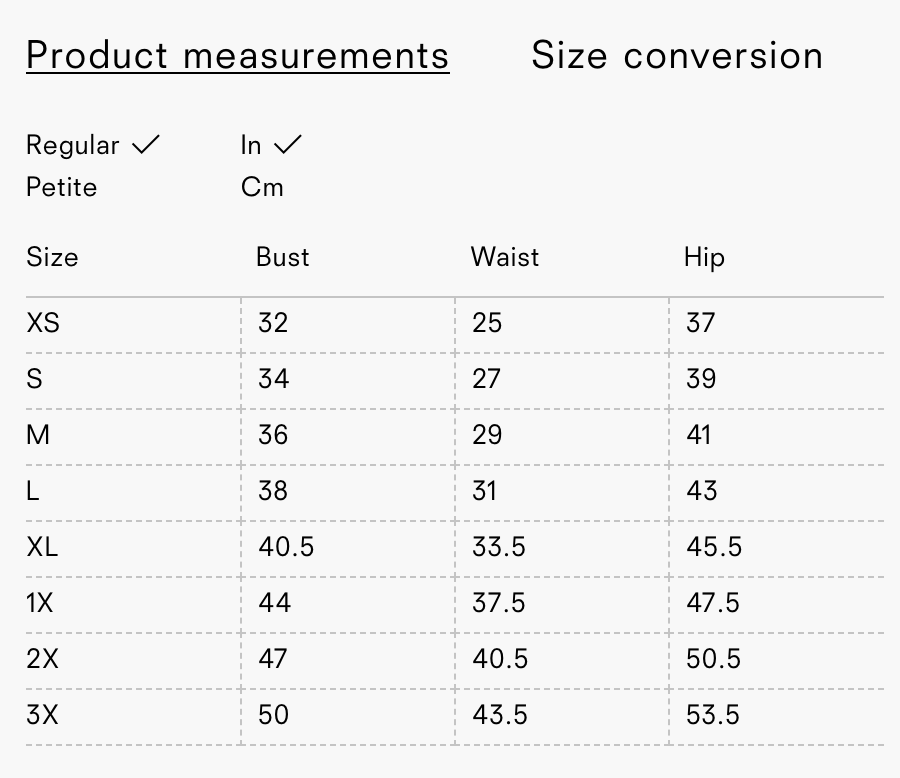 Product measurements Size conversion
Regular ✓ In ✓
Petite Cm
Size Bust Waist Hip
XS 32 25 37
S 34 27 39
M 36 29 41
L 38 31 43
XL 40.5 33.5 45.5
1X 44 37.5 47.5
2X 47 40.5 50.5
3X 50 43.5 53.5